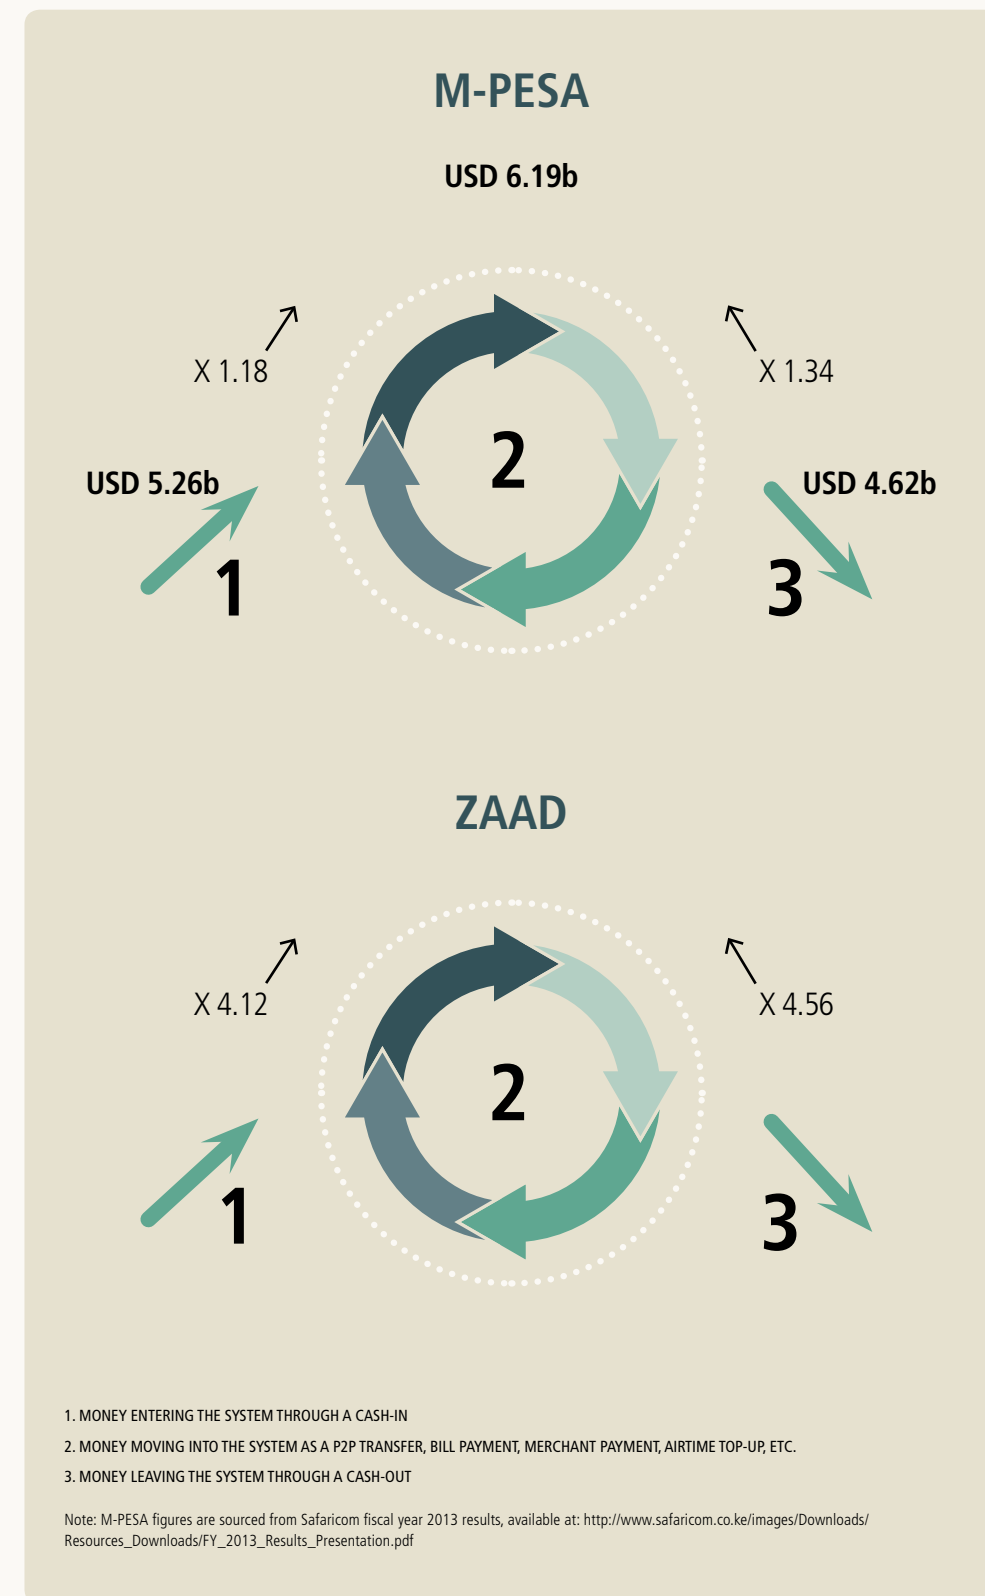 M-PESA
USD 6.19b
X 1.18
X 1.34
2
USD 5.26b
USD 4.62b
1
3
ZAAD
X 4.12
X 4.56
2
1
3
1. MONEY ENTERING THE SYSTEM THROUGH A CASH-IN
2. MONEY MOVING INTO THE SYSTEM AS A P2P TRANSFER, BILL PAYMENT, MERCHANT PAYMENT, AIRTIME TOP-UP, ETC.
3. MONEY LEAVING THE SYSTEM THROUGH A CASH-OUT
Note: M-PESA figures are sourced from Safaricom fiscal year 2013 results, available at: http://www.safaricom.co.ke/images/Downloads/
Resources_Downloads/FY_2013_Results_Presentation.pdf